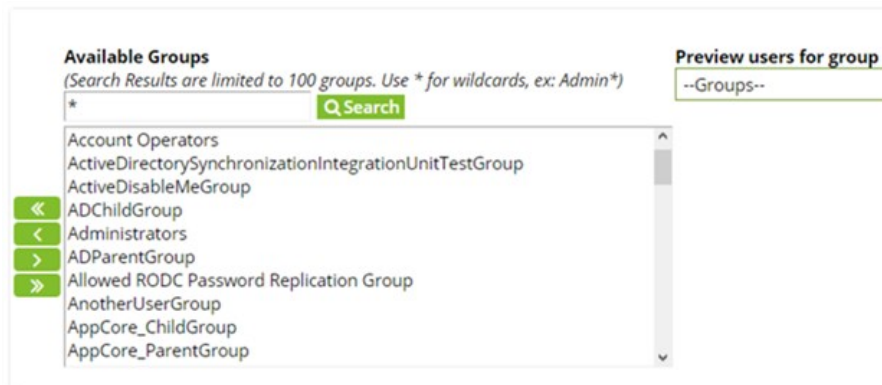 Available Groups
(Search Results are limited to 100 groups. Use * for wildcards, ex: Admin*)
*
Search
Account Operators
ActiveDirectorySynchronizationIntegrationUnitTestGroup
ActiveDisableMeGroup
ADChildGroup
Administrators
ADParentGroup
Allowed RODC Password Replication Group
AnotherUserGroup
AppCore_ChildGroup
AppCore_ParentGroup
Preview users for group
--Groups--